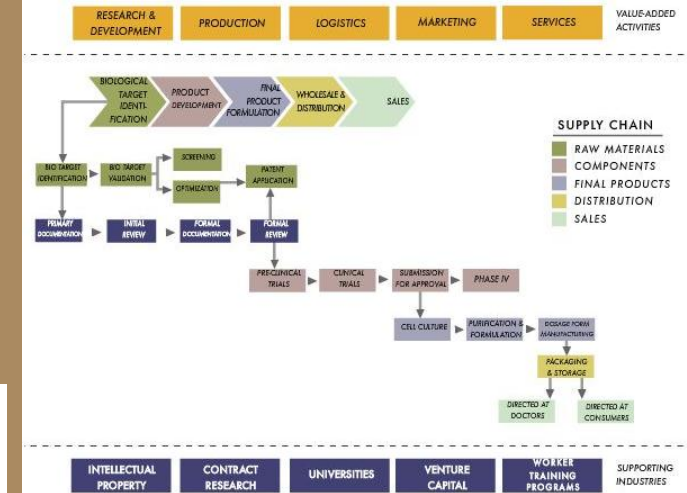 RESEARCH &
DEVELOPMENT
PRODUCTION
LOGISTICS
MARKETING
SERVICES
VALUE-ADDED
ACTIVITIES
BIOLOGICAL
TARGET
IDENTI-
FICATION
PRODUCT
DEVELOPMENT
FINAL
PRODUCT
FORMULATION
WHOLESALE &
DISTRIBUTION
SALES
SUPPLY CHAIN
RAW MATERIALS
COMPONENTS
FINAL PRODUCTS
DISTRIBUTION
SALES
BIO TARGET
IDENTIFICATION
BIO TARGET
VALIDATION
SCREENING
OPTIMIZATION
PATENT
APPLICATION
PRIMARY
DOCUMENTATION
INITIAL
REVIEW
FORMAL
DOCUMENTATION
FORMAL
REVIEW
PRE-CLINICAL
TRIALS
CLINICAL
TRIALS
SUBMISSION
FOR APPROVAL
PHASE IV
CELL CULTURE
PURIFICATION &
FORMULATION
DOSAGE FORM
MANUFACTURING
PACKAGING
& STORAGE
DIRECTED AT
DOCTORS
DIRECTED AT
CONSUMERS
INTELLECTUAL
PROPERTY
CONTRACT
RESEARCH
UNIVERSITIES
VENTURE
CAPITAL
WORKER
TRAINING
PROGRAMS
SUPPORTING
INDUSTRIES